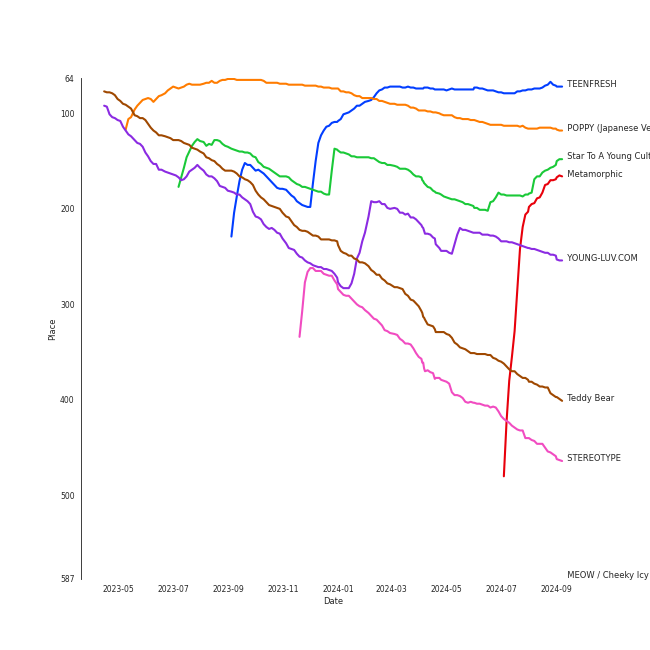 64
100
200
300
400
500
587
Place
2023-05
2023-07
2023-09
2023-11
2024-01
2024-03
2024-05
2024-07
2024-09
Date
TEENFRESH
POPPY (Japanese Ve
Star To A Young Cult
Metamorphic
YOUNG-LUV.COM
Teddy Bear
STEREOTYPE
MEOW / Cheeky Icy